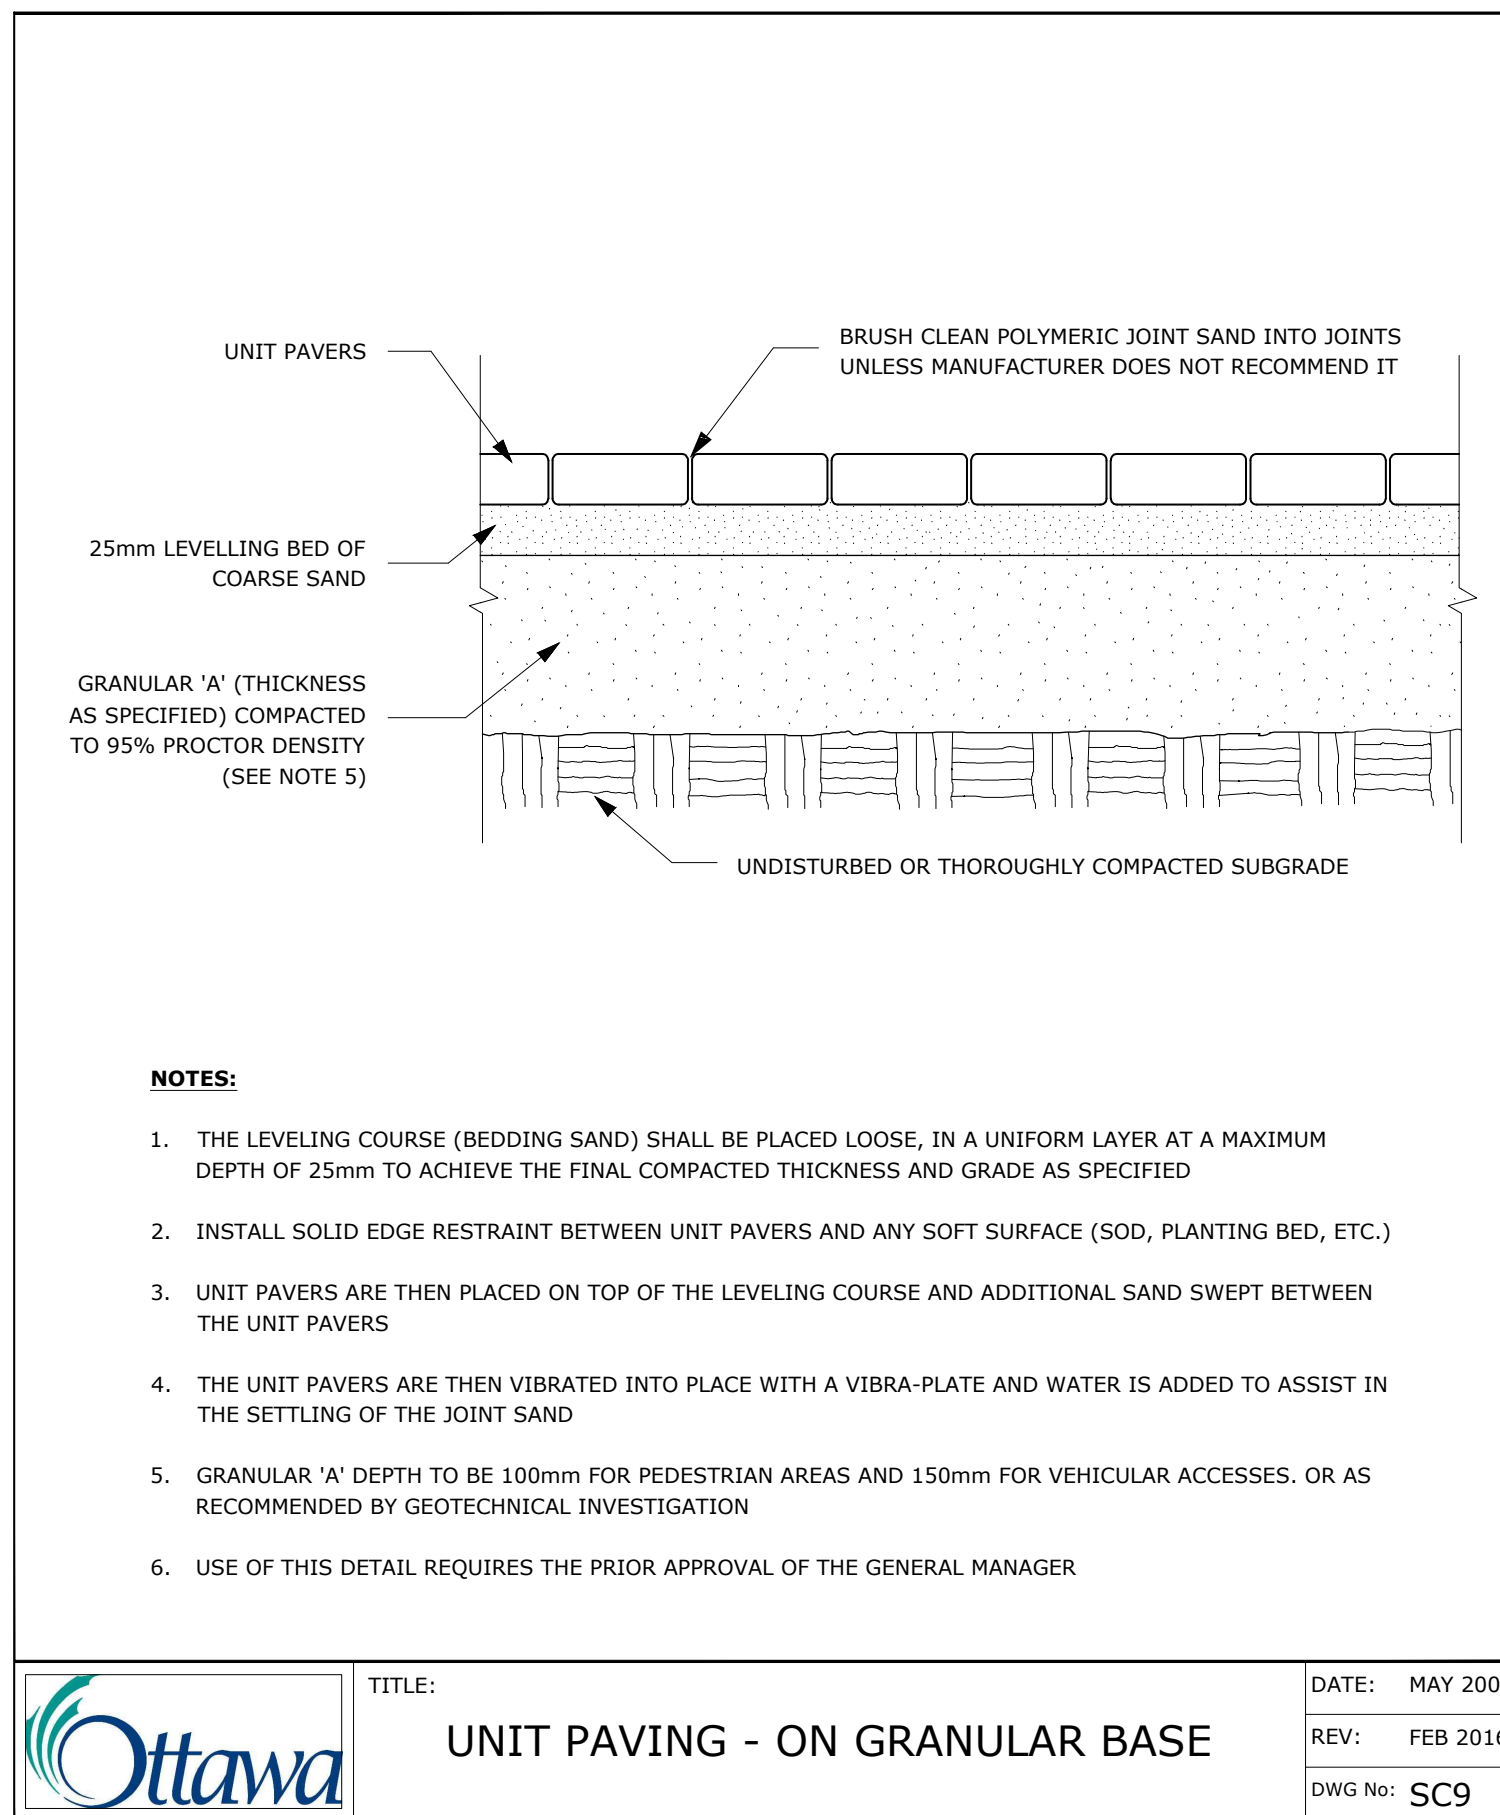 UNIT PAVERS
BRUSH CLEAN POLYMERIC JOINT SAND INTO JOINTS
UNLESS MANUFACTURER DOES NOT RECOMMEND IT
25mm LEVELLING BED OF
COARSE SAND
GRANULAR 'A' (THICKNESS
AS SPECIFIED) COMPACTED
TO 95% PROCTOR DENSITY
(SEE NOTE 5)
UNDISTURBED OR THOROUGHLY COMPACTED SUBGRADE
NOTES:
1. THE LEVELING COURSE (BEDDING SAND) SHALL BE PLACED LOOSE, IN A UNIFORM LAYER AT A MAXIMUM
DEPTH OF 25mm TO ACHIEVE THE FINAL COMPACTED THICKNESS AND GRADE AS SPECIFIED
2. INSTALL SOLID EDGE RESTRAINT BETWEEN UNIT PAVERS AND ANY SOFT SURFACE (SOD, PLANTING BED, ETC.)
3. UNIT PAVERS ARE THEN PLACED ON TOP OF THE LEVELING COURSE AND ADDITIONAL SAND SWEPT BETWEEN
THE UNIT PAVERS
4. THE UNIT PAVERS ARE THEN VIBRATED INTO PLACE WITH A VIBRA-PLATE AND WATER IS ADDED TO ASSIST IN
THE SETTLING OF THE JOINT SAND
5. GRANULAR 'A' DEPTH TO BE 100mm FOR PEDESTRIAN AREAS AND 150mm FOR VEHICULAR ACCESSES. OR AS
RECOMMENDED BY GEOTECHNICAL INVESTIGATION
6. USE OF THIS DETAIL REQUIRES THE PRIOR APPROVAL OF THE GENERAL MANAGER
Ottawa
TITLE:
UNIT PAVING - ON GRANULAR BASE
DATE: MAY 200
REV: FEB 2016
DWG No: SC9